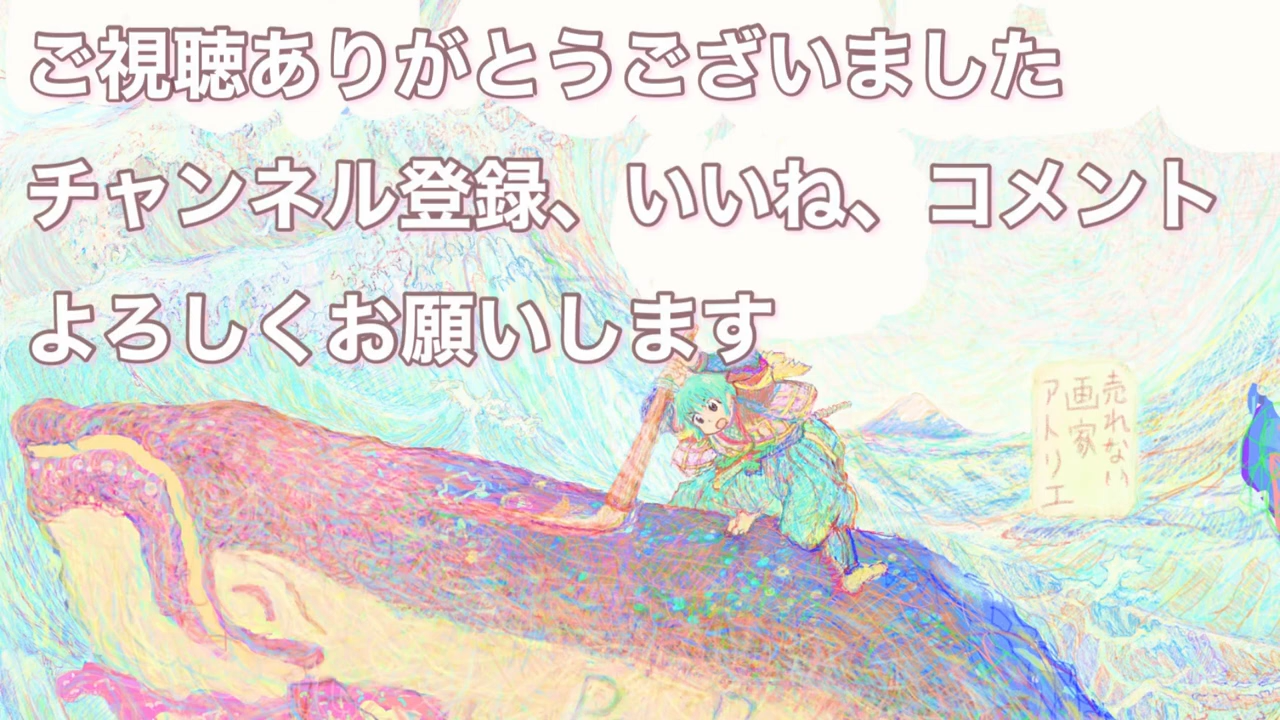 ご視聴ありがとうございました
チャンネル登録、いいね、コメント
よろしくお願いします
売れない
画家
アトリエ